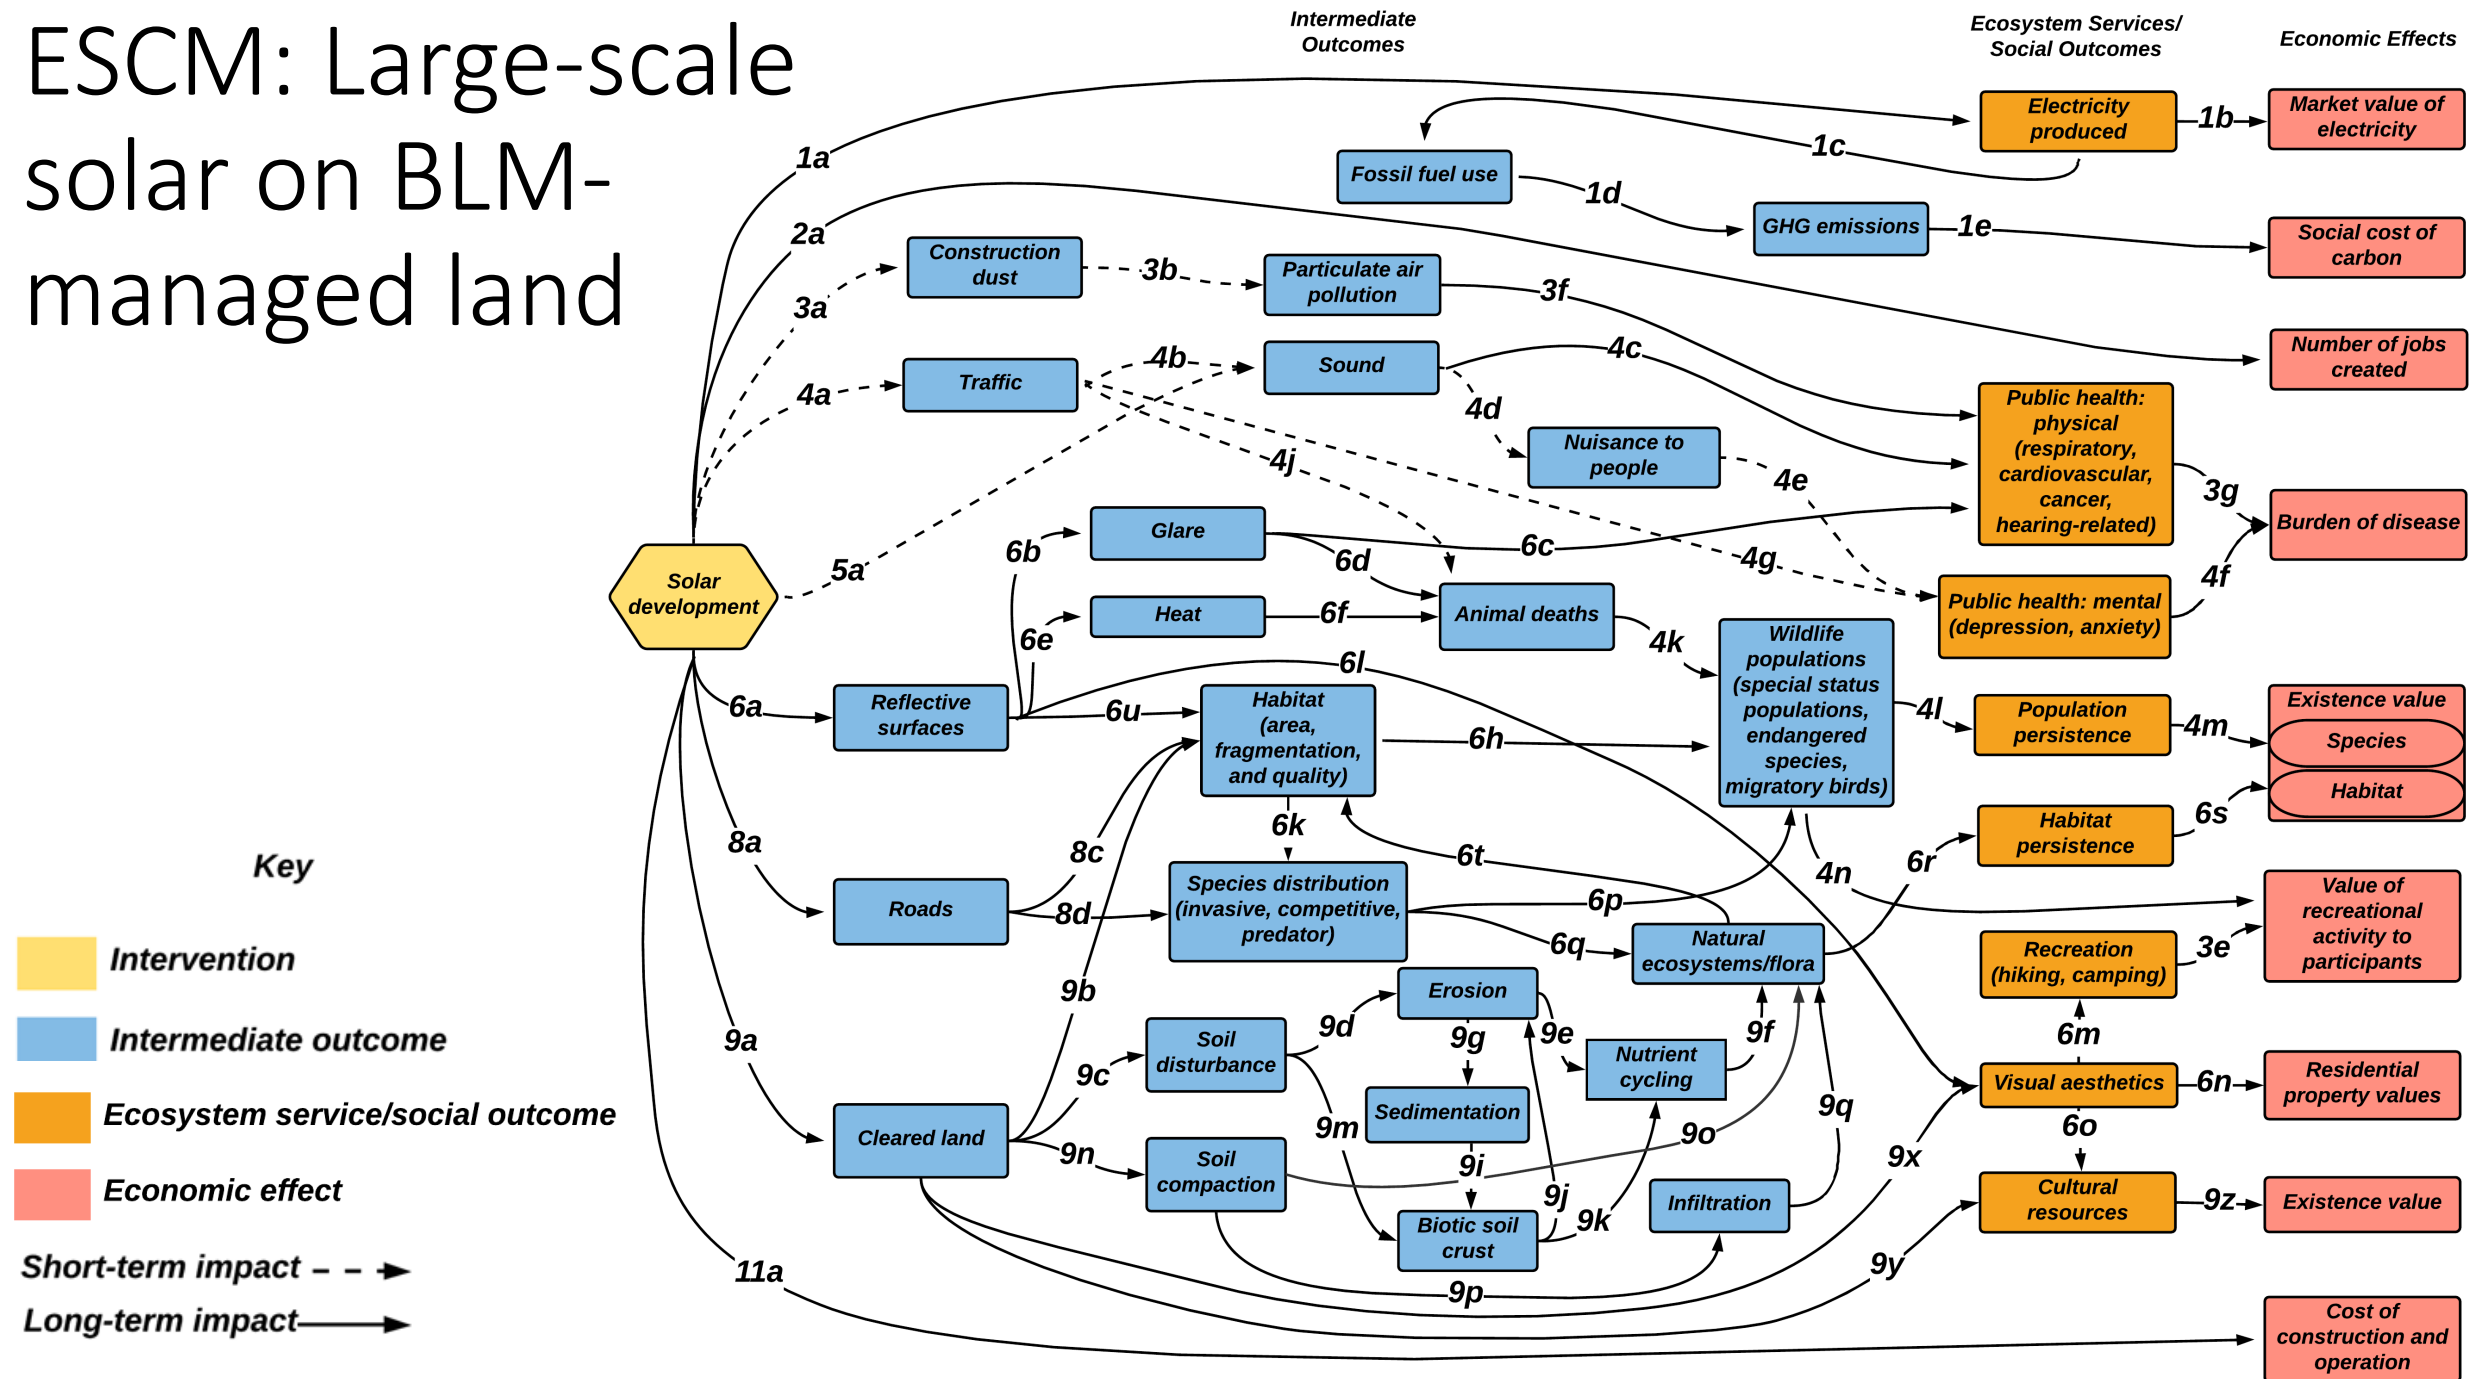 ESCM: Large-scale
solar on BLM-
managed land
Intermediate
Outcomes
Ecosystem Services/
Social Outcomes
Economic Effects
1a
Electricity
produced
1b
Market value of
electricity
1c
Fossil fuel use
1d
GHG emissions
1e
Social cost of
carbon
2a
Number of jobs
created
3a
Construction
dust
3b
Particulate air
pollution
3f
4a
Traffic
4b
Sound
4c
4d
Nuisance to
people
4e
4j
4g
Public health:
physical
(respiratory,
cardiovascular,
cancer,
hearing-related)
3g
Burden of disease
4f
Public health: mental
(depression, anxiety)
Solar
development
5a
6b
Glare
6c
6d
6e
Heat
6f
Animal deaths
4k
Wildlife
populations
(special status
populations,
endangered
species,
migratory birds)
4l
Population
persistence
4m
Existence value
Species
Habitat
6a
Reflective
surfaces
6l
6u
Habitat
(area,
fragmentation,
and quality)
6h
6k
6t
Habitat
persistence
6s
6r
4n
8a
Roads
8c
8d
Species distribution
(invasive, competitive,
predator)
6p
6q
Natural
ecosystems/flora
Value of
recreational
activity to
participants
Recreation
(hiking, camping)
3e
9a
9b
Cleared land
9c
Soil
disturbance
9d
Erosion
9e
9g
Nutrient
cycling
9f
Sedimentation
9m
9i
9n
Soil
compaction
9o
9j
9k
Biotic soil
crust
Infiltration
9q
9p
6m
Visual aesthetics
6n
Residential
property values
6o
9x
Cultural
resources
9z
Existence value
9y
11a
Cost of
construction and
operation
Key
Intervention
Intermediate outcome
Ecosystem service/social outcome
Economic effect
Short-term impact
Long-term impact